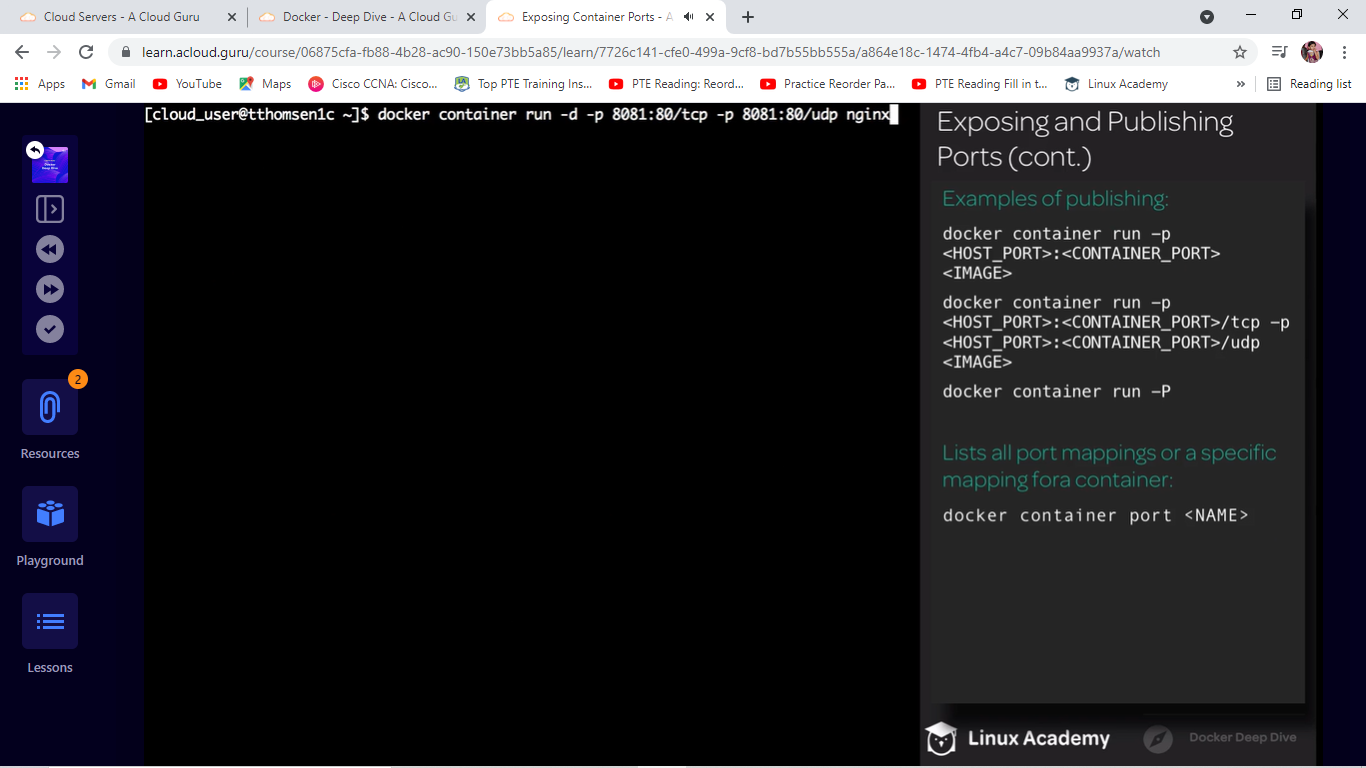 Cloud Servers - A Cloud Guru
Docker - Deep Dive - A Cloud Gu
Exposing Container Ports - A
learn.acloud.guru/course/06875cfa-fb88-4b28-ac90-150e73bb5a85/learn/7726c141-cfe0-499a-9cf8-bd7b55bb555a/a864e18c-1474-4fb4-a4c7-09b84aa9937a/watch
Apps
Gmail
YouTube
Maps
Cisco CCNA: Cisco...
Top PTE Training Ins...
PTE Reading: Reord...
Practice Reorder Pa...
PTE Reading Fill in t...
Linux Academy
»
Reading list
[cloud_user@tthomsen1c ~]$ docker container run -d -p 8081:80/tcp -p 8081:80/udp nginx
2
Resources
Playground
Lessons
Exposing and Publishing
Ports (cont.)
Examples of publishing:
docker container run -p
<HOST_PORT>:<CONTAINER_PORT>
<IMAGE>
docker container run -p
<HOST_PORT>:<CONTAINER_PORT>/tcp -p
<HOST_PORT>:<CONTAINER_PORT>/udp
<IMAGE>
docker container run -P
Lists all port mappings or a specific
mapping fora container:
docker container port <NAME>
Linux Academy
Docker Deep Dive